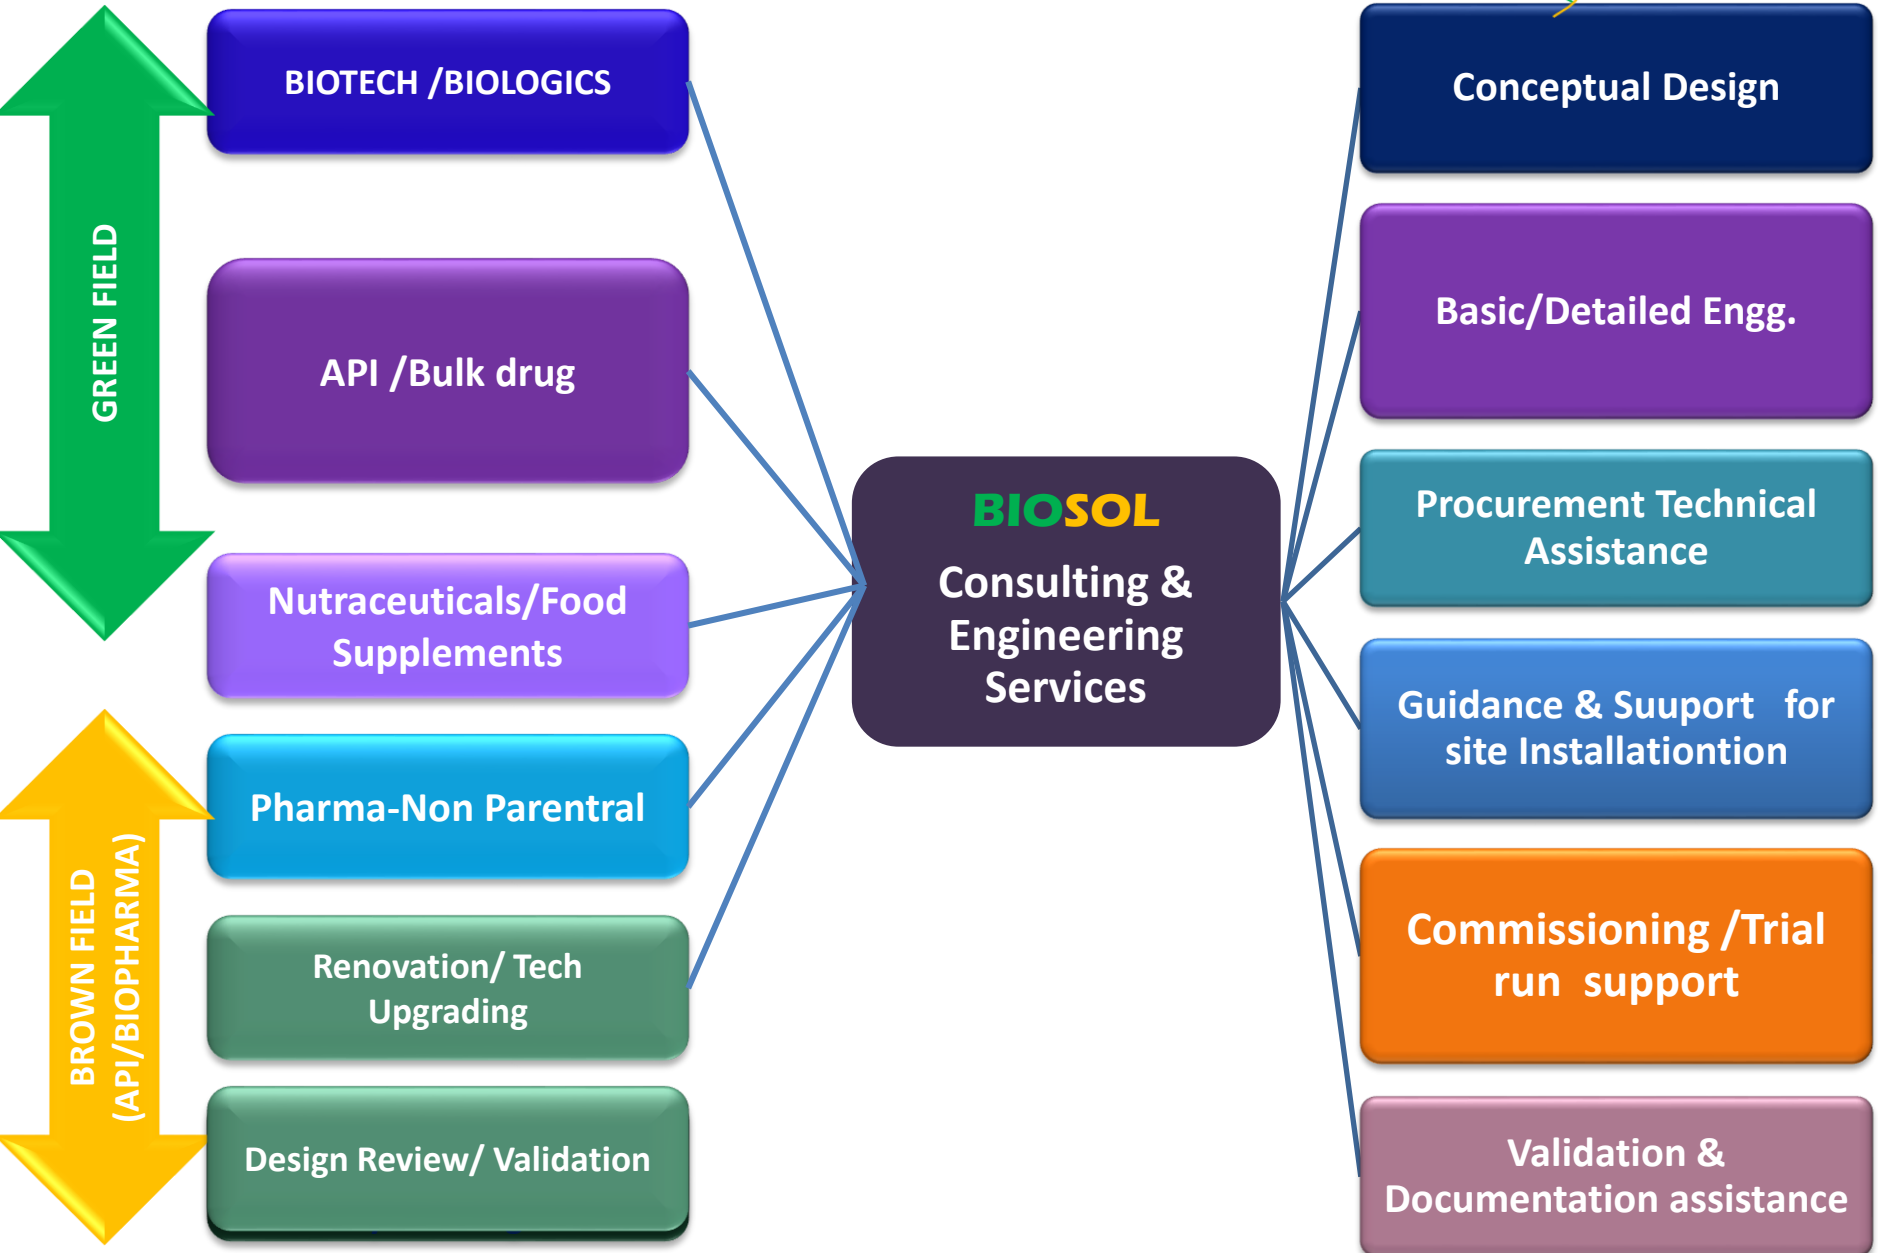 GREEN FIELD
BIOTECH /BIOLOGICS
API /Bulk drug
Nutraceuticals/Food
Supplements
BROWN FIELD
(API/BIOPHARMA)
Pharma-Non Parentral
Renovation/ Tech
Upgrading
Design Review/ Validation
BIOSOL
Consulting &
Engineering
Services
Conceptual Design
Basic/Detailed Engg.
Procurement Technical
Assistance
Guidance & Suuport for
site Installationtion
Commissioning /Trial
run support
Validation &
Documentation assistance